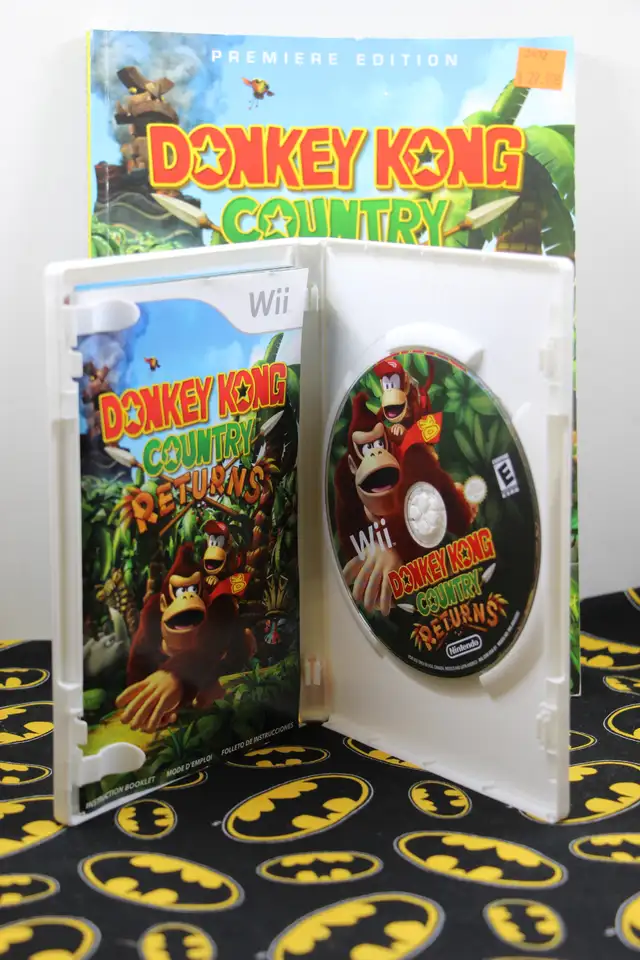 PREMIERE EDITION
DONKEY KONG
COUNTRY
Wii
DONKEY KONG
COUNTRY
RETURNS
INSTRUCTION BOOKLET MODE D'EMPLOI FOLLETO DE INSTRUCCIONES
E
Wii
DONKEY KONG
COUNTRY
RETURNS
Nintendo